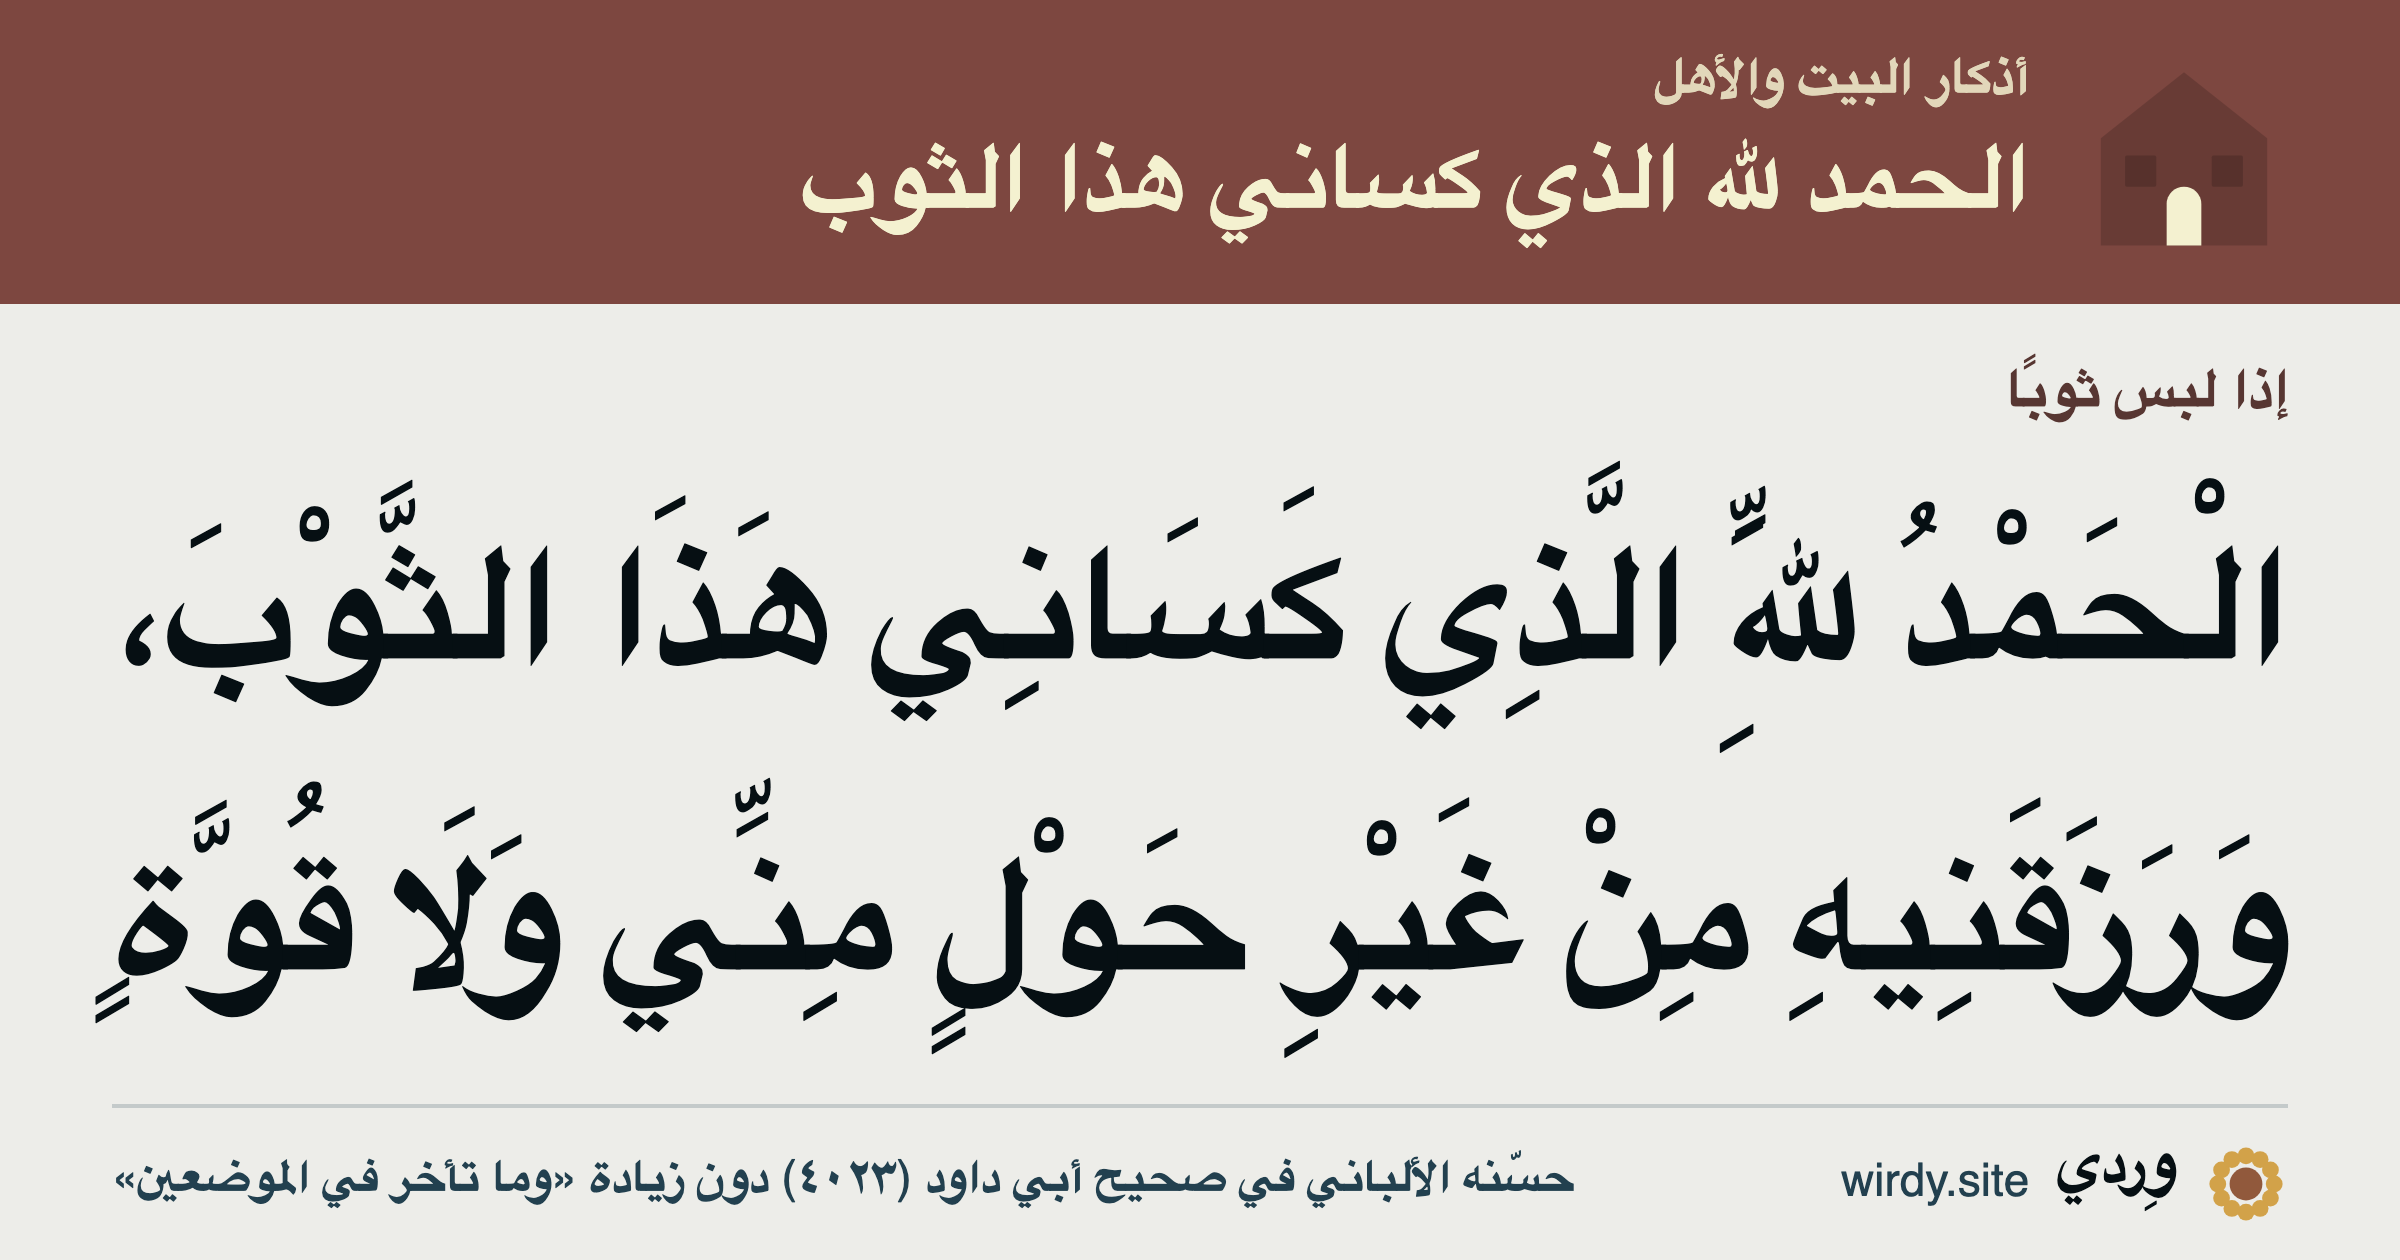 أذكار البيت والأهل
الحمد لله الذي كساني هذا الثوب
إذا لبس ثوبًا
الْحَمْدُ لِلَّهِ الَّذِي كَسَانِي هَذَا الثَّوْبَ،
وَرَزَقَنِيهِ مِنْ غَيْرِ حَوْلٍ مِنِّي وَلَا قُوَّةٍ
وِردي wirdy.site
حسّنه الألباني في صحيح أبي داود (٤٠٢٣) دون زيادة «وما تأخر في الموضعين»